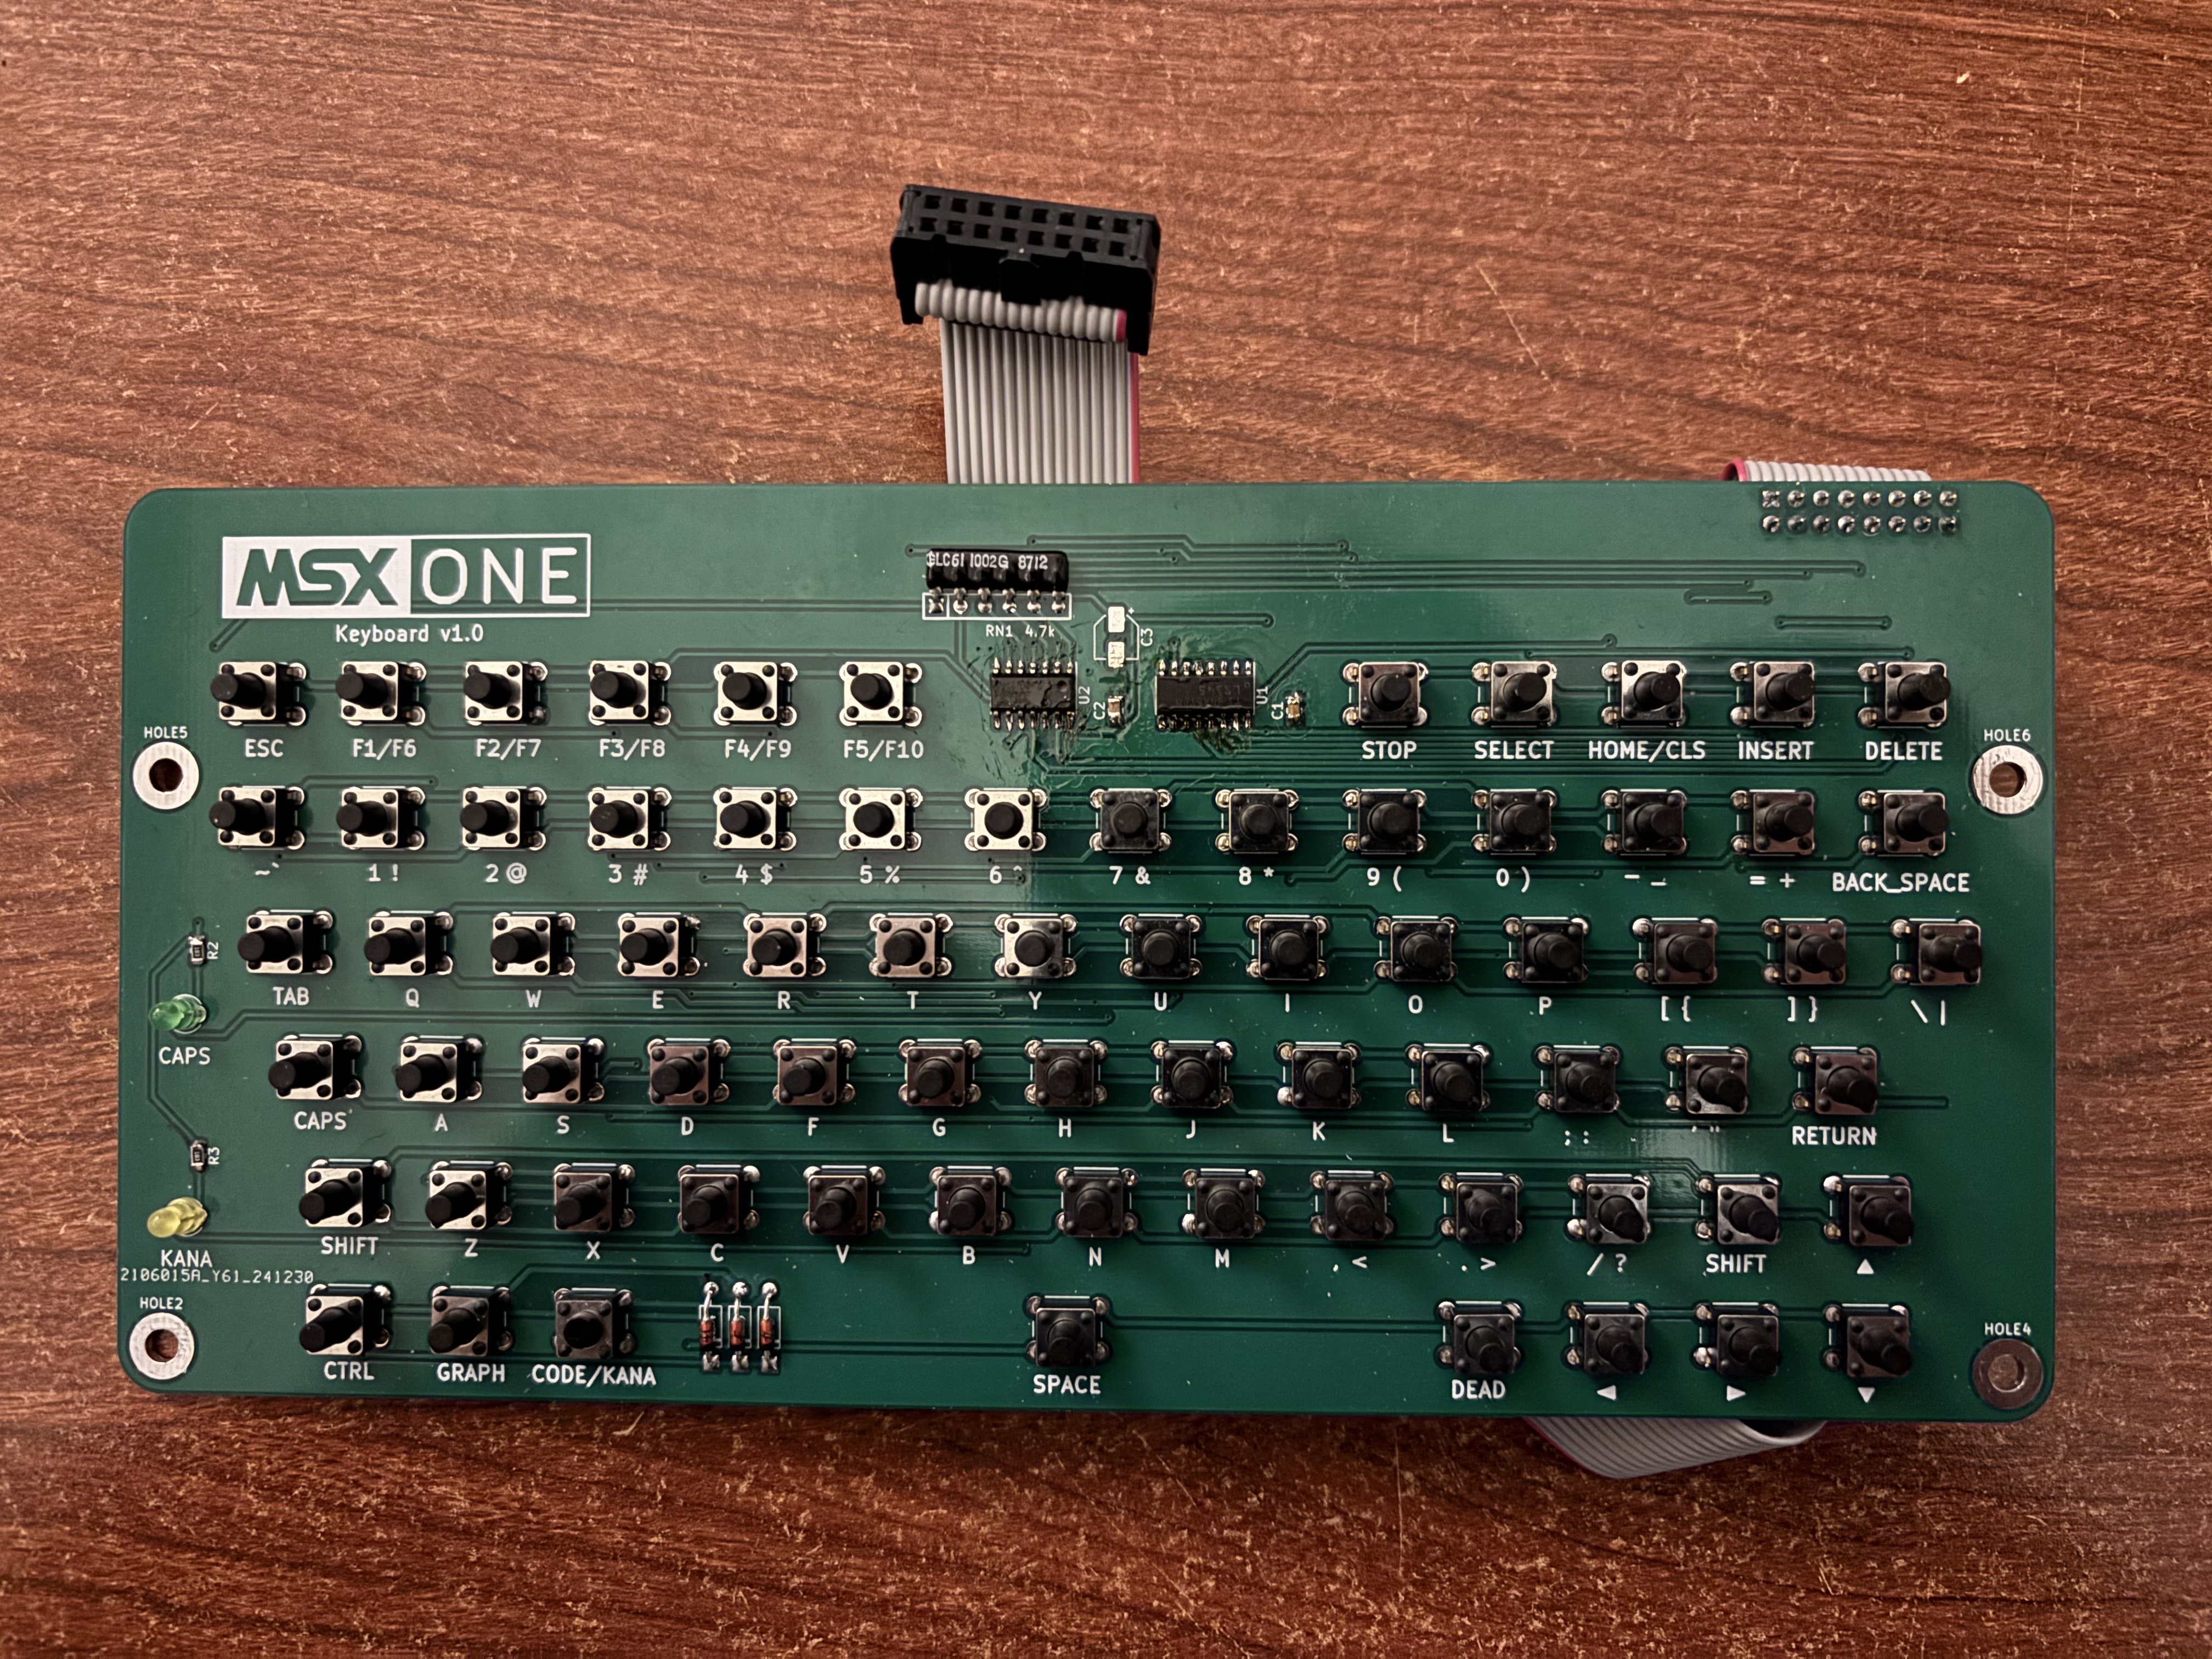 MSX ONE
Keyboard v1.0
8712
RN1 4.7k
C3
U2
C2
U1
C1
ESC F1/F6 F2/F7 F3/F8 F4/F9 F5/F10 STOP SELECT HOME/CLS INSERT DELETE
HOLE5 HOLE6
~` 1 ! 2 @ 3 # 4 $ 5 % 6 ^ 7 & 8 * 9 ( 0 ) - _ = + BACK_SPACE
R2
TAB Q W E R T Y U I O P [ { ] } \ |
CAPS
CAPS A S D F G H J K L ; : ' " RETURN
R3
SHIFT Z X C V B N M , < . > / ? SHIFT ▲
KANA
2106015A_Y61_241230
HOLE2 HOLE4
CTRL GRAPH CODE/KANA SPACE DEAD ◄ ► ▼